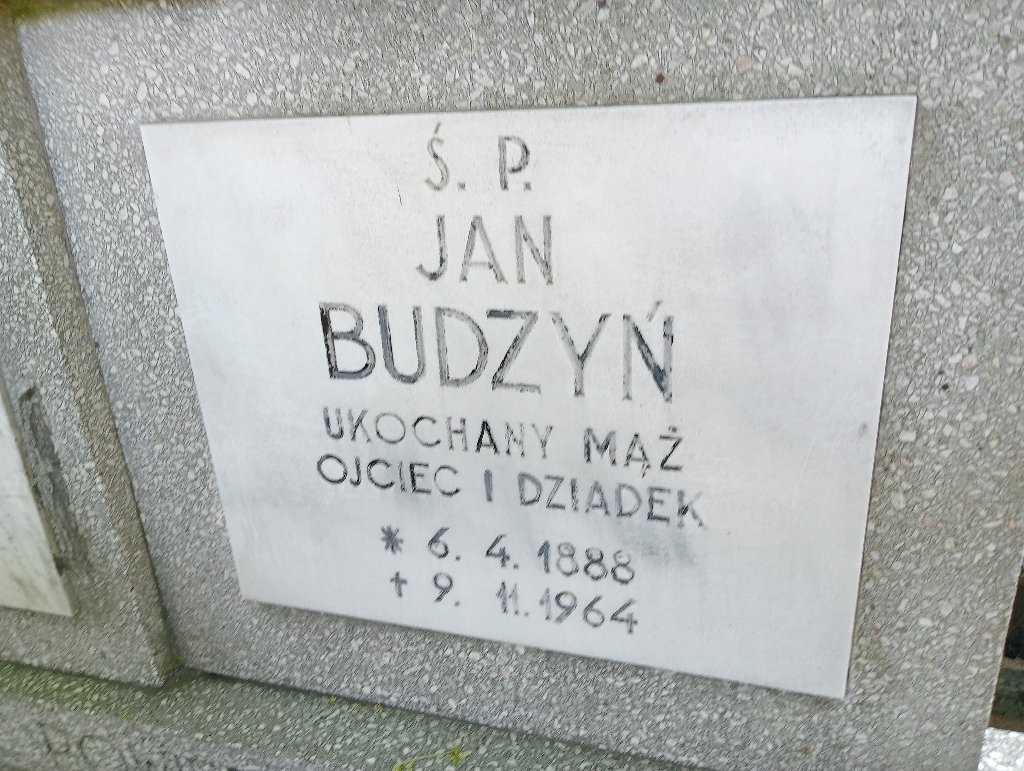 Ś. P.
JAN
BUDZYŃ
UKOCHANY MĄŻ
OJCIEC I DZIADEK
* 6. 4. 1888
† 9. 11. 1964